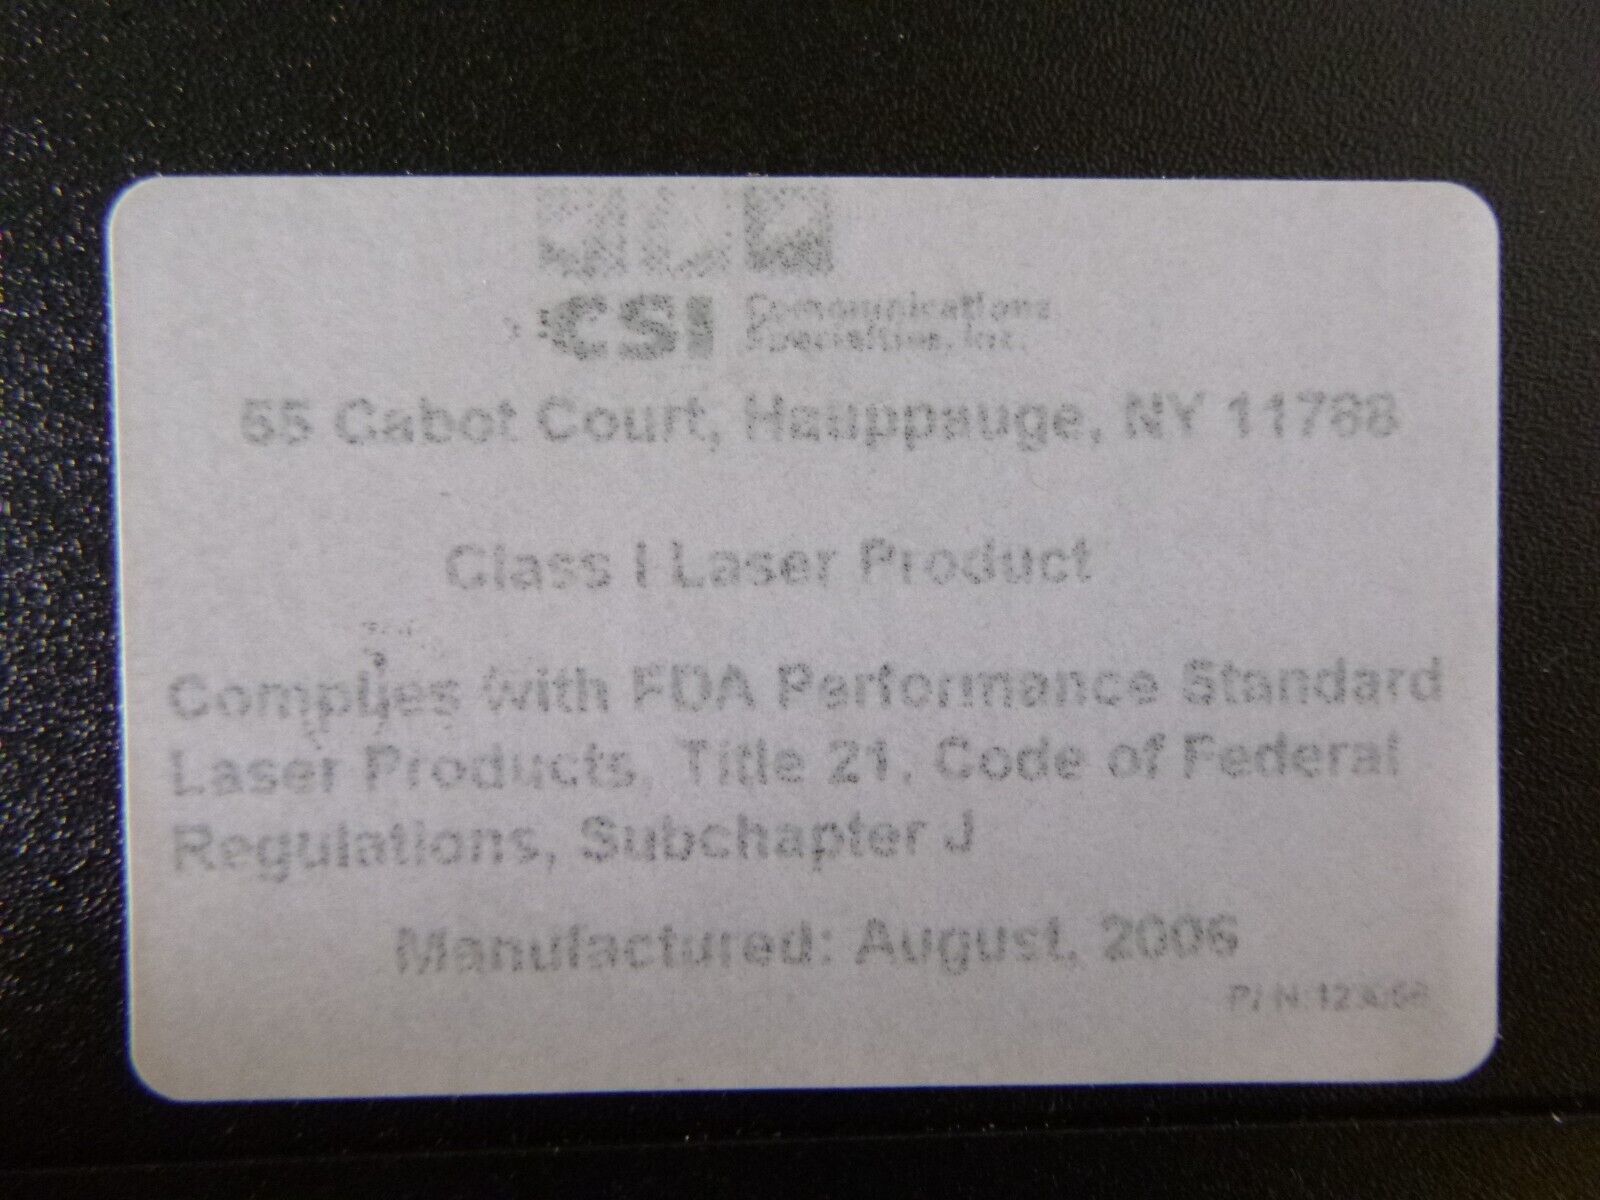 CSI Communications
Specialties, Inc.
55 Cabot Court, Hauppauge, NY 11788
Class I Laser Product
Complies with FDA Performance Standard
Laser Products, Title 21, Code of Federal
Regulations, Subchapter J
Manufactured: August, 2006
P/N: